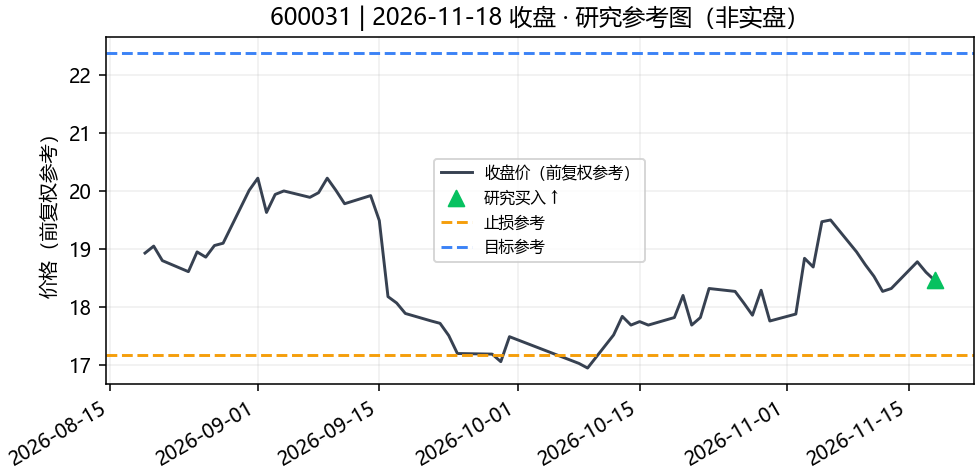 600031 | 2026-11-18 收盘 · 研究参考图（非实盘）
价格（前复权参考）
22
21
20
19
18
17
收盘价（前复权参考）
研究买入↑
止损参考
目标参考
2026-08-15
2026-09-01
2026-09-15
2026-10-01
2026-10-15
2026-11-01
2026-11-15